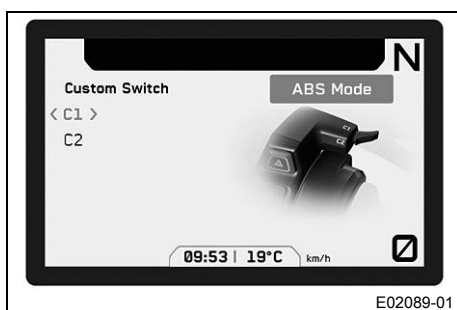 N
Custom Switch
ABS Mode
< C1 >
C2
C1
C2
09:53 | 19°C km/h
0
E02089-01